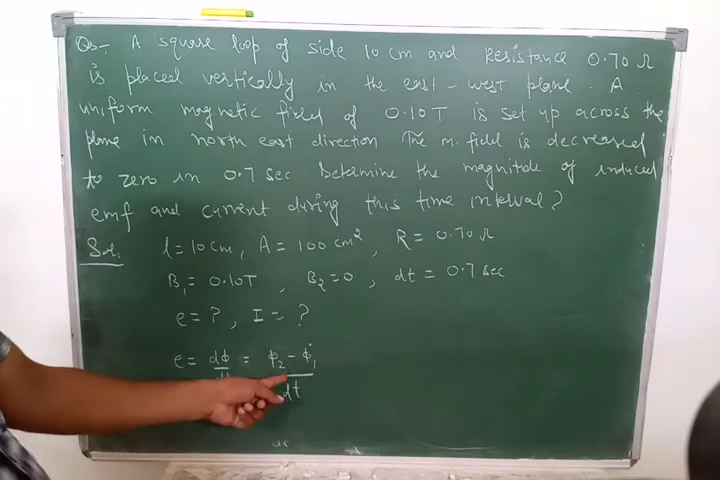 Qs:- A square loop of side 10 cm and Resistance 0.70 Ω
is placed vertically in the east-west plane. A
uniform magnetic field of 0.10T is set up across the
plane in north east direction The m. field is decreased
to zero in 0.7 sec. Determine the magnitude of induced
emf and current during this time interval?
Sol. l = 10 cm, A = 100 cm², R = 0.70 Ω
B₁ = 0.10T, B₂ = 0, dt = 0.7 sec
e = ?, I = ?
e = dϕ/dt = ϕ₂ - ϕ₁/dt